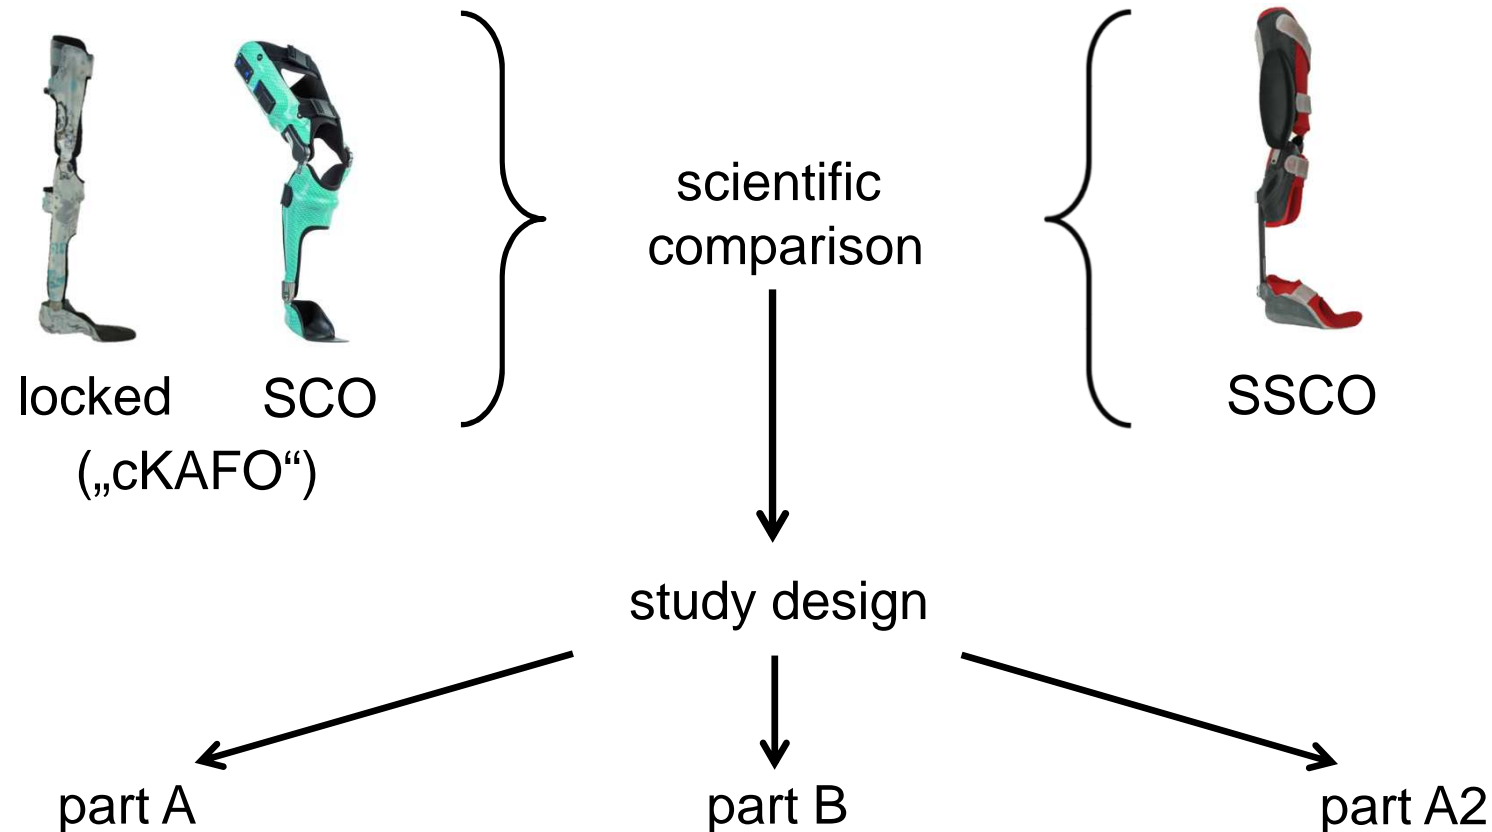 scientific
comparison
locked SCO
(„cKAFO“)
SSCO
study design
part A part B part A2